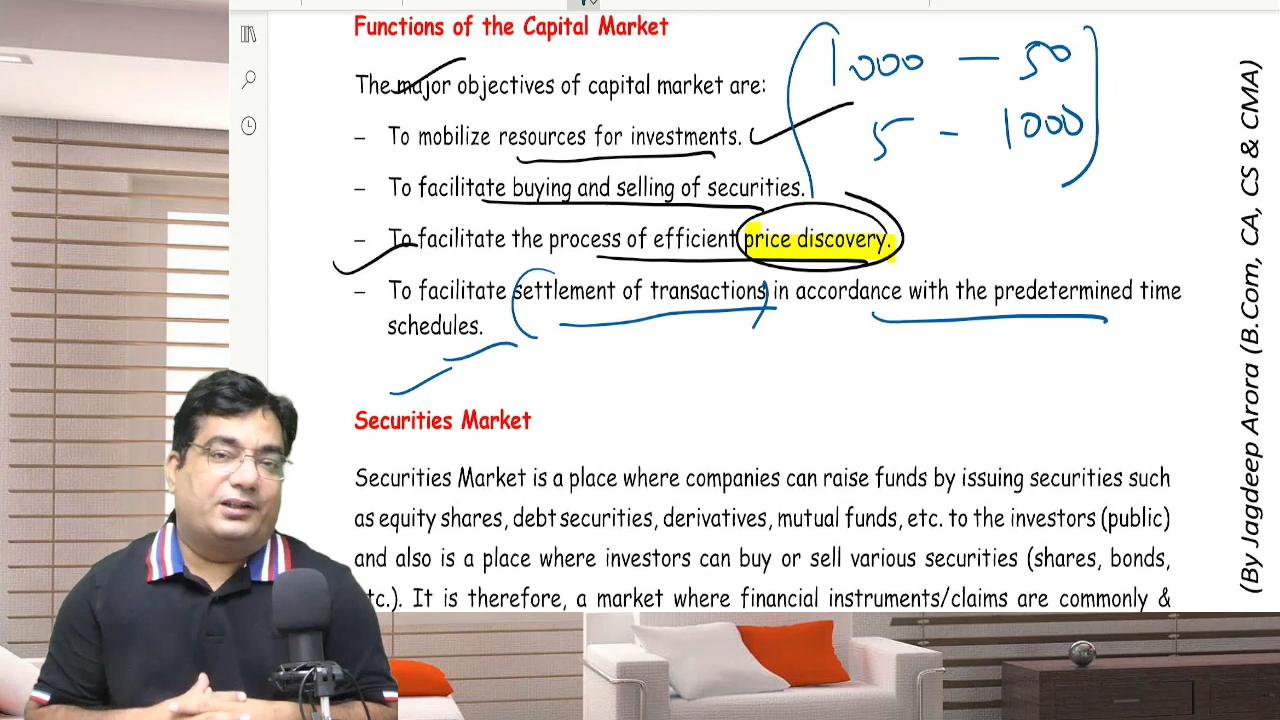 Functions of the Capital Market
1000 – 50
The major objectives of capital market are:
5 – 1000
– To mobilize resources for investments.
– To facilitate buying and selling of securities.
– To facilitate the process of efficient price discovery.
– To facilitate settlement of transactions in accordance with the predetermined time
schedules.
Securities Market
Securities Market is a place where companies can raise funds by issuing securities such
as equity shares, debt securities, derivatives, mutual funds, etc. to the investors (public)
and also is a place where investors can buy or sell various securities (shares, bonds,
tc.). It is therefore, a market where financial instruments/claims are commonly &
(By Jagdeep Arora (B.Com, CA, CS & CMA)